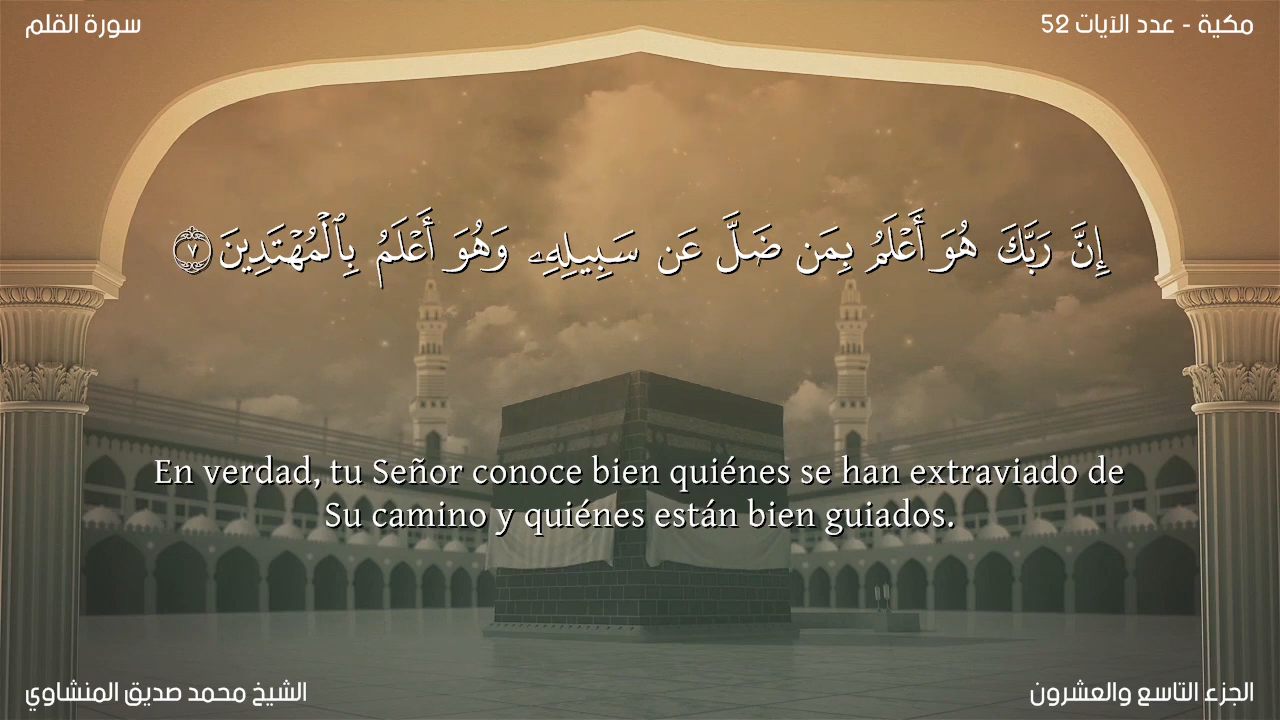 سورة القلم
مكية - عدد الآيات 52
إِنَّ رَبَّكَ هُوَ أَعْلَمُ بِمَن ضَلَّ عَن سَبِيلِهِۦ وَهُوَ أَعْلَمُ بِٱلْمُهْتَدِينَ ٧
En verdad, tu Señor conoce bien quiénes se han extraviado de
Su camino y quiénes están bien guiados.
الشيخ محمد صديق المنشاوي
الجزء التاسع والعشرون